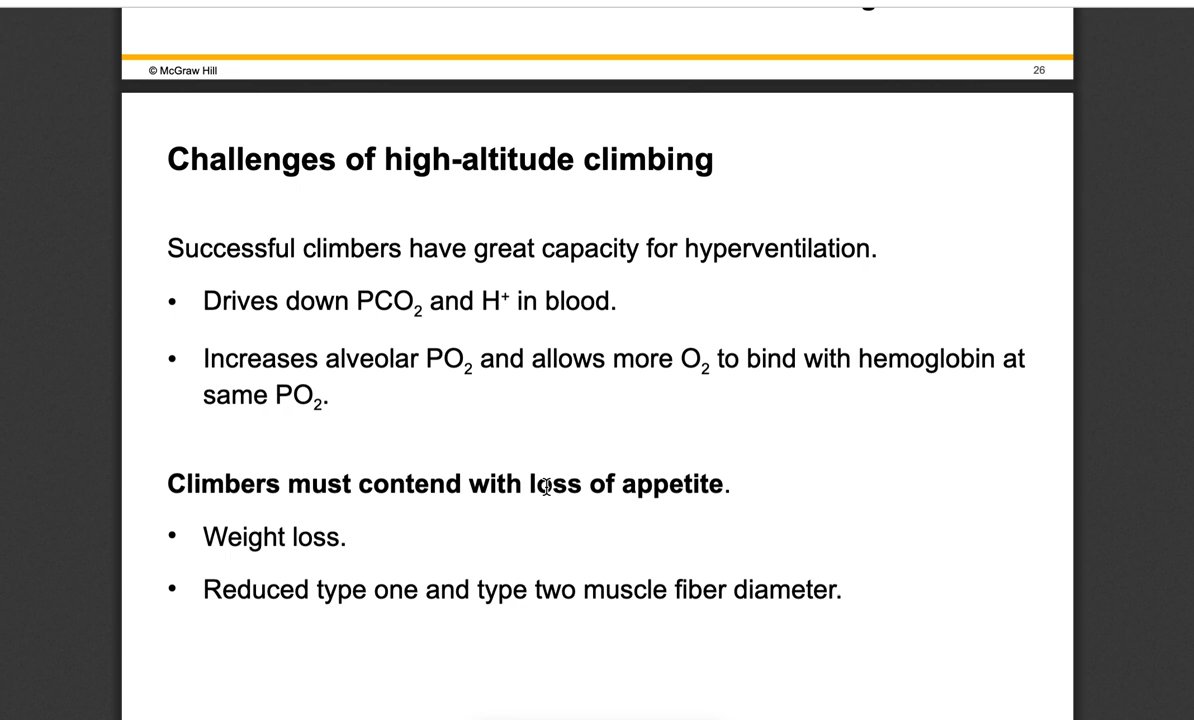 © McGraw Hill
26
Challenges of high-altitude climbing
Successful climbers have great capacity for hyperventilation.
• Drives down PCO₂ and H⁺ in blood.
• Increases alveolar PO₂ and allows more O₂ to bind with hemoglobin at
same PO₂.
Climbers must contend with loss of appetite.
• Weight loss.
• Reduced type one and type two muscle fiber diameter.